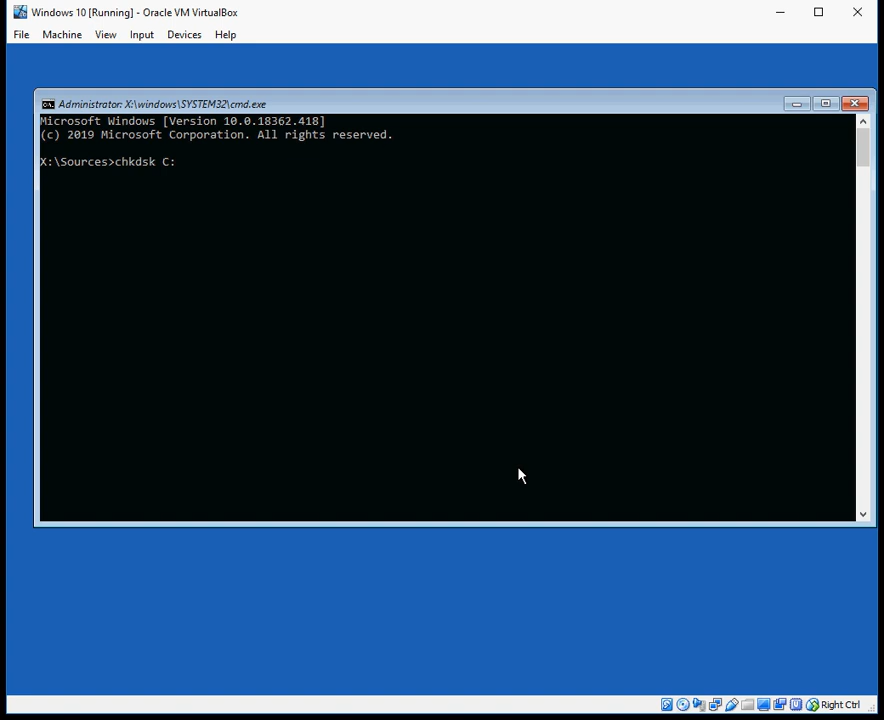 Windows 10 [Running] - Oracle VM VirtualBox
File Machine View Input Devices Help
Administrator: X:\windows\SYSTEM32\cmd.exe
Microsoft Windows [Version 10.0.18362.418]
(c) 2019 Microsoft Corporation. All rights reserved.
X:\Sources>chkdsk C:
Right Ctrl